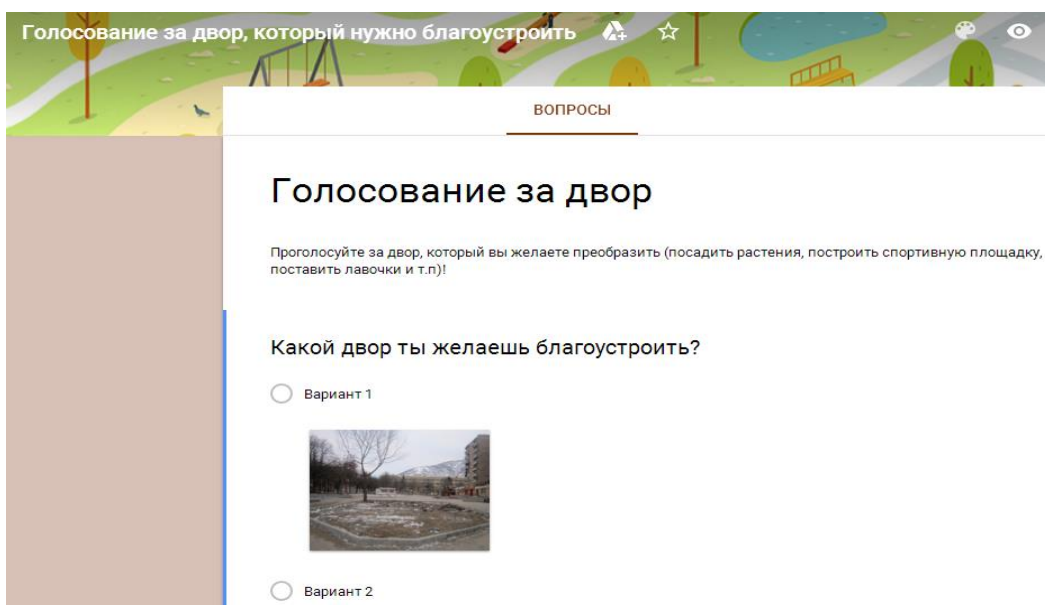 Голосование за двор, который нужно благоустроить
ВОПРОСЫ
Голосование за двор
Проголосуйте за двор, который вы желаете преобразить (посадить растения, построить спортивную площадку,
поставить лавочки и т.п)!
Какой двор ты желаешь благоустроить?
Вариант 1
Вариант 2